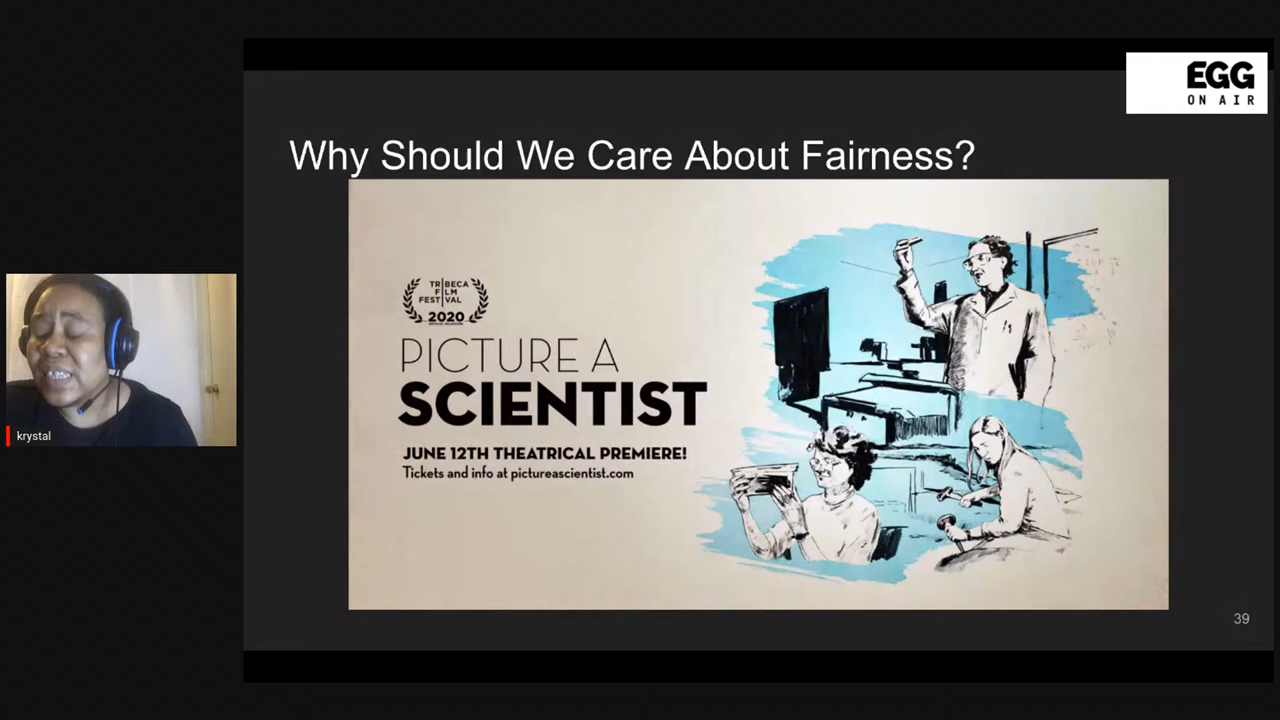 EGG
ON AIR
Why Should We Care About Fairness?
TRIBECA
FILM
FESTIVAL
2020
PICTURE A
SCIENTIST
JUNE 12TH THEATRICAL PREMIERE!
Tickets and info at pictureascientist.com
krystal
39